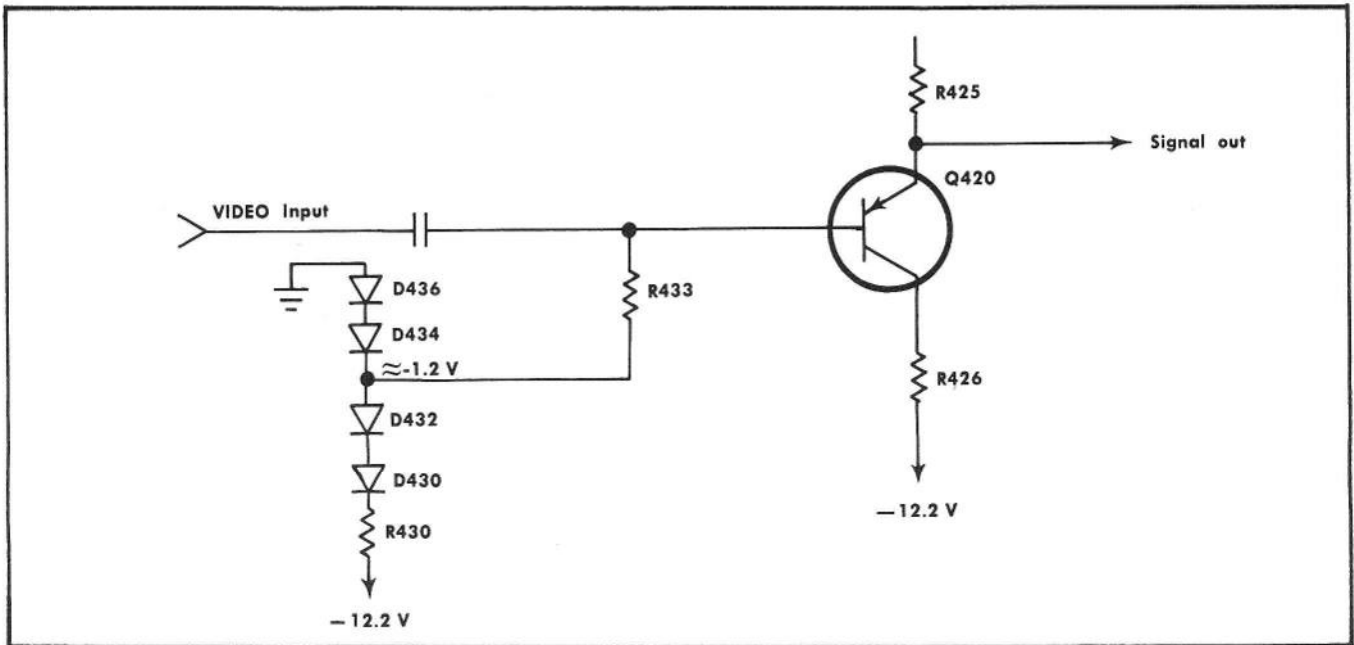 R425
Signal out
Q420
VIDEO Input
D436
R433
D434
≈-1.2 V
R426
D432
D430
-12.2 V
R430
-12.2 V